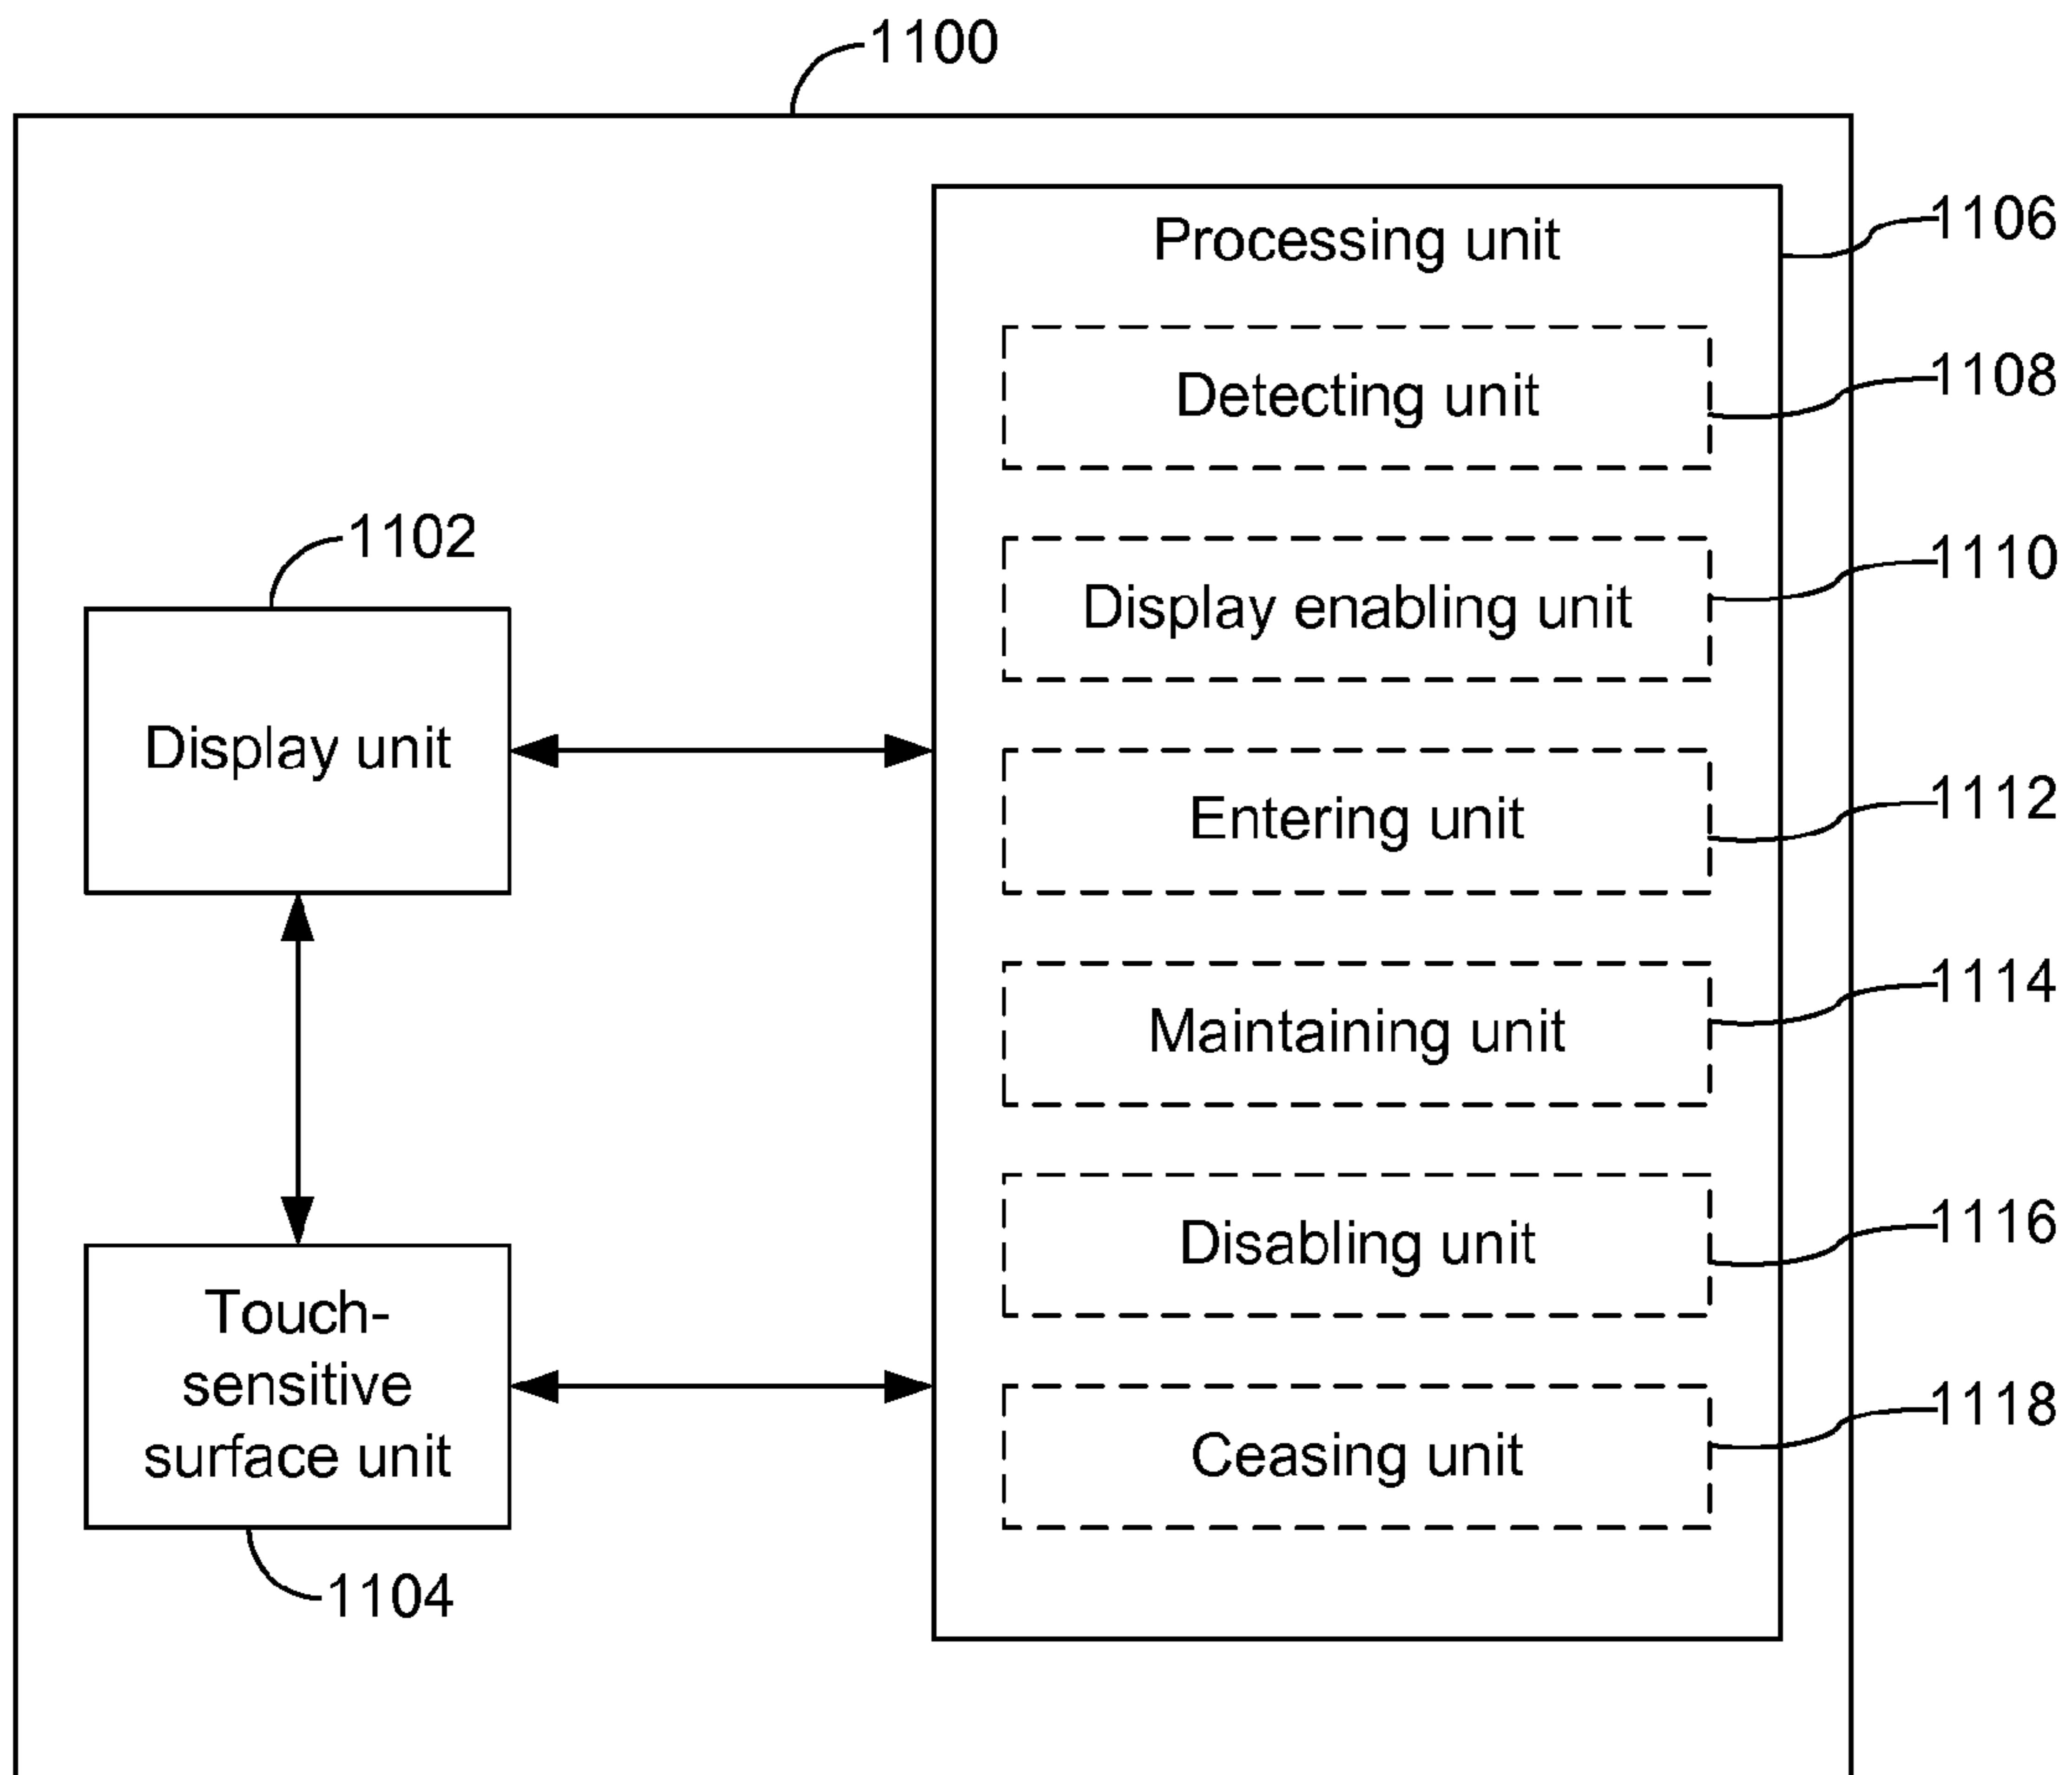 1100
Processing unit
1106
Detecting unit
1108
1102
Display enabling unit
1110
Display unit
Entering unit
1112
Maintaining unit
1114
Disabling unit
1116
Touch-
sensitive
surface unit
1104
Ceasing unit
1118